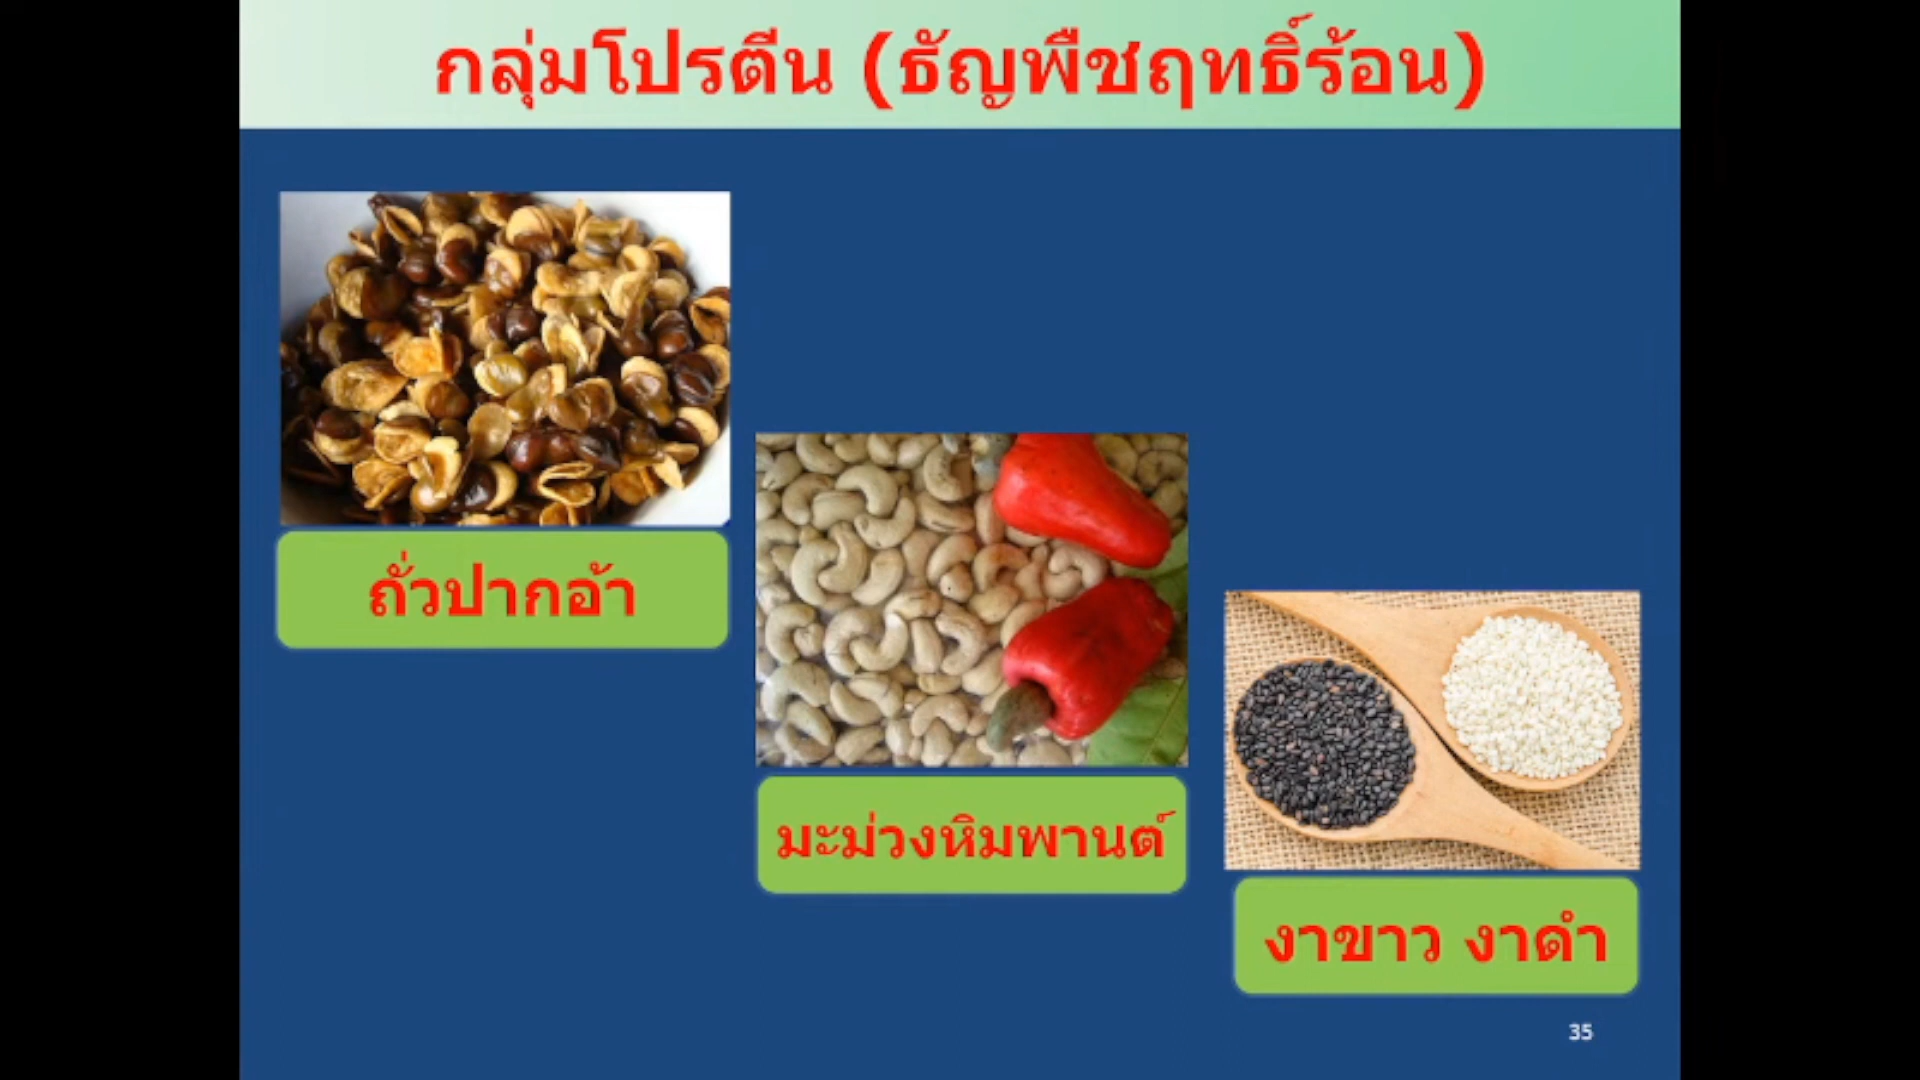 กลุ่มโปรตีน (ธัญพืชฤทธิ์ร้อน)
ถั่วปากอ้า
มะม่วงหิมพานต์
งาขาว งาดำ
35